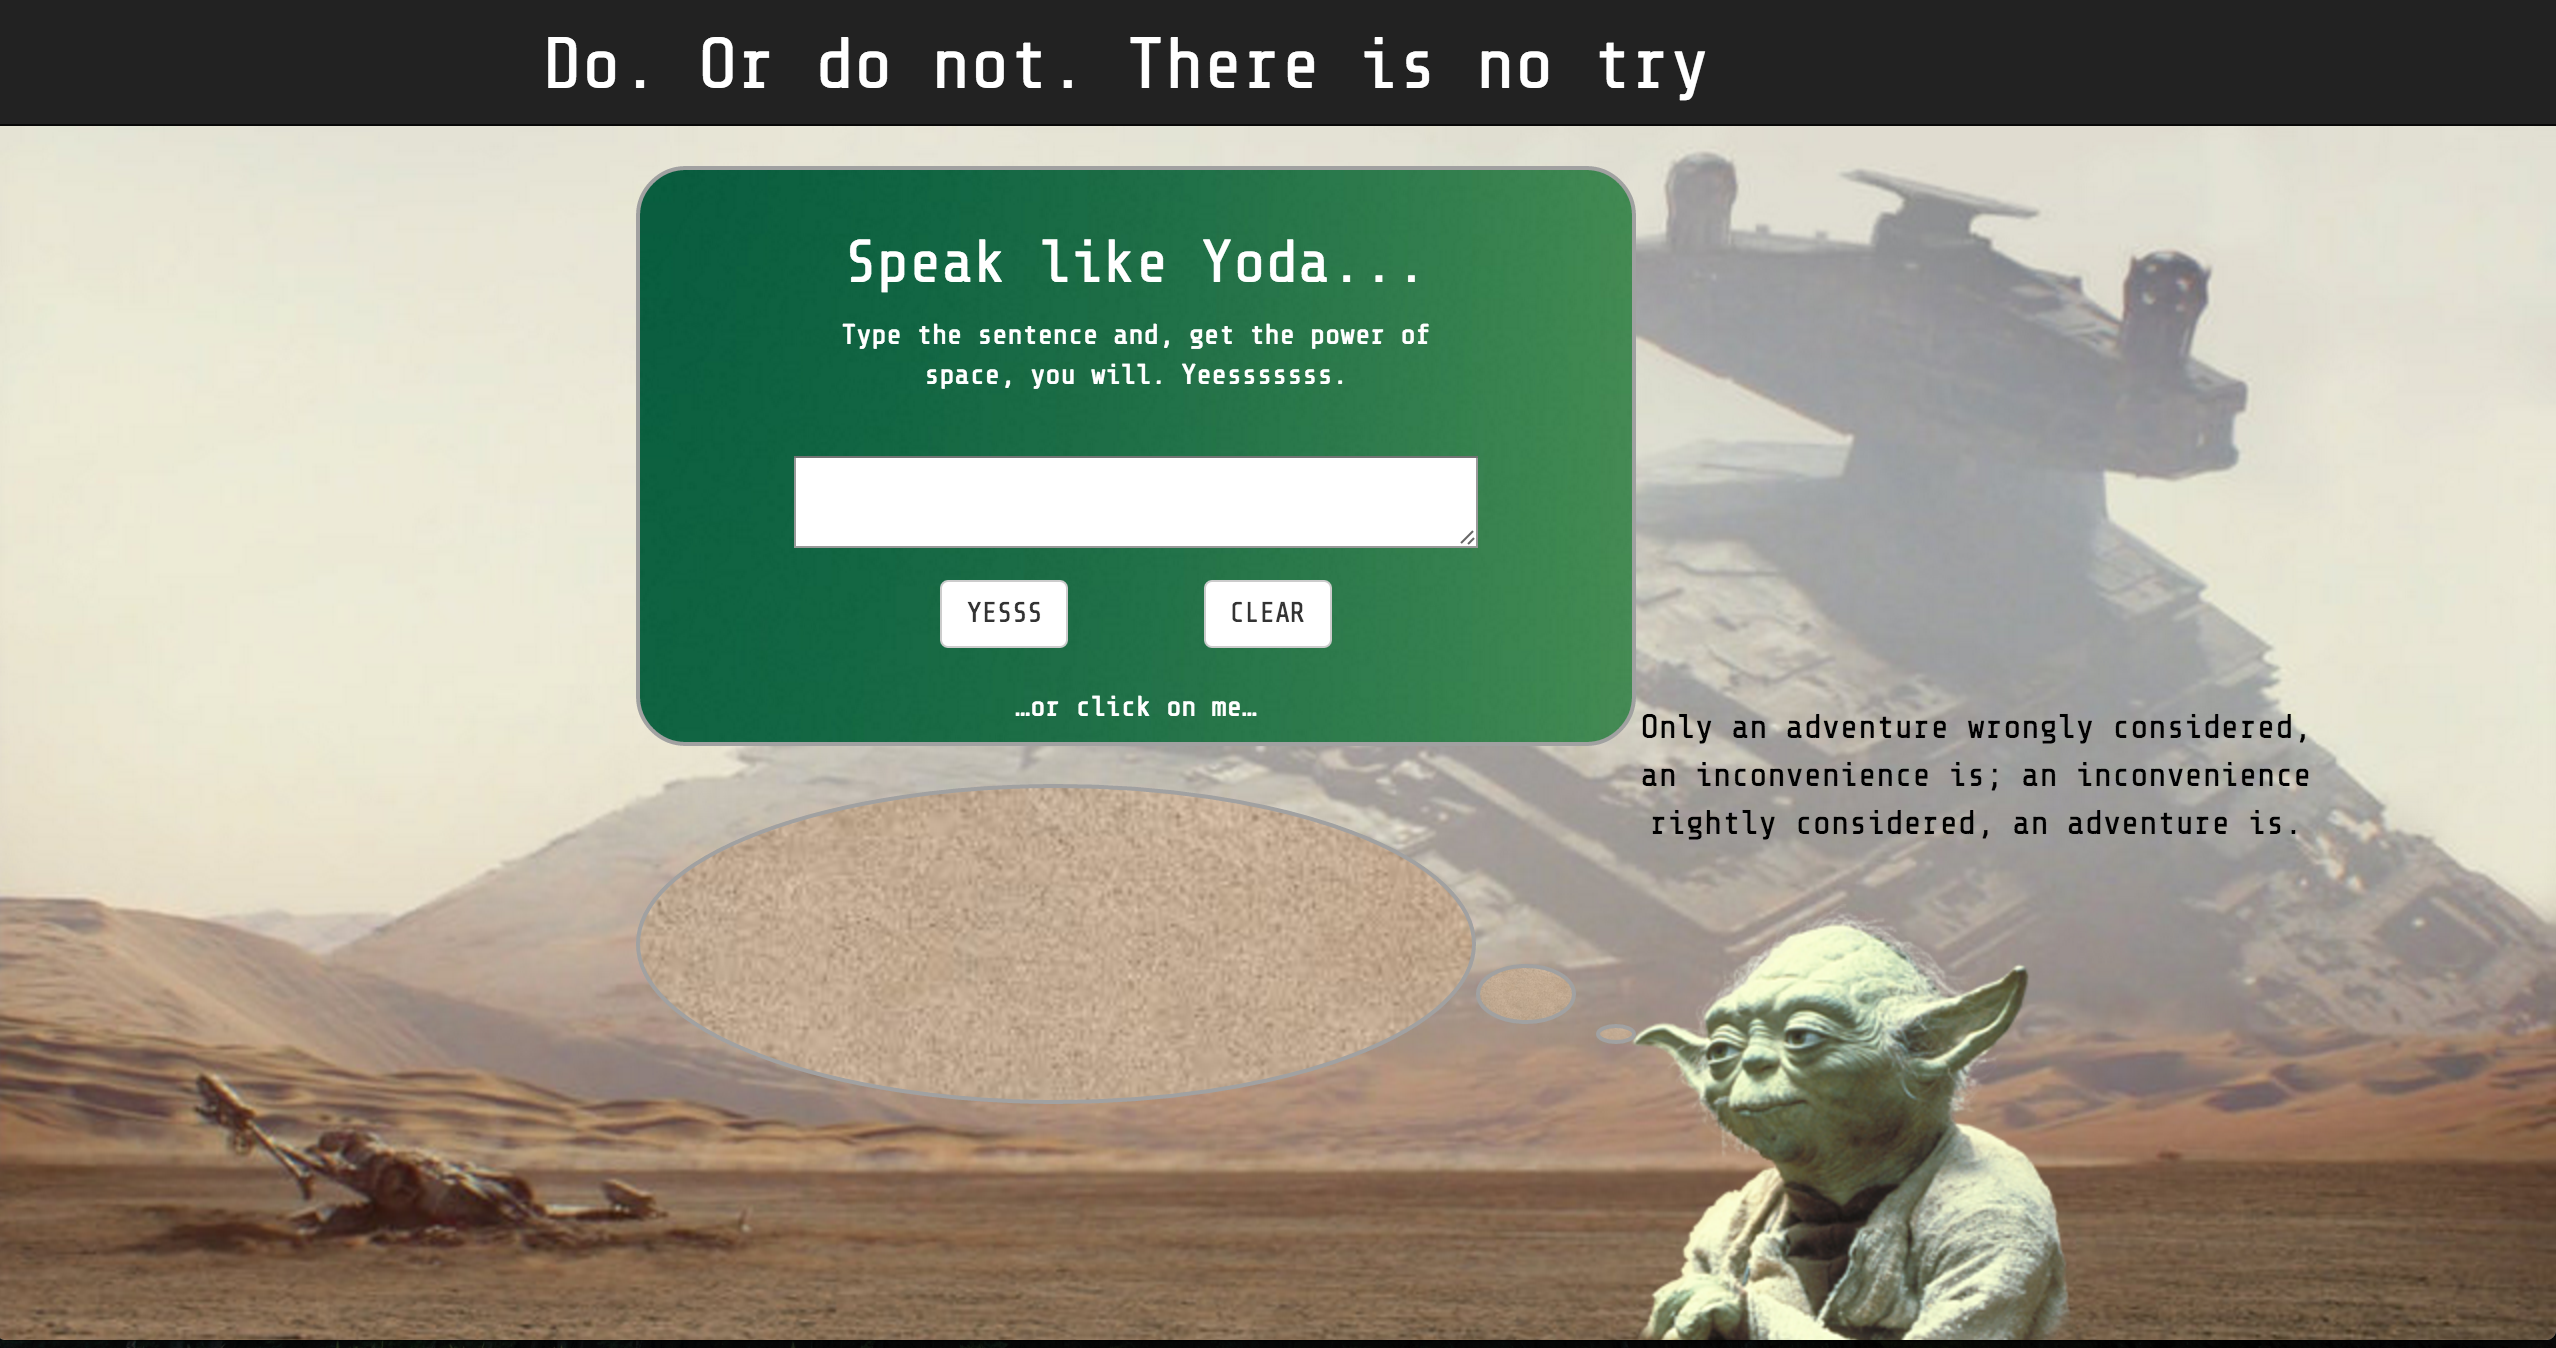 Do. Or do not. There is no try
Speak like Yoda...
Type the sentence and, get the power of
space, you will. Yeesssssss.
YESSS
CLEAR
…or click on me…
Only an adventure wrongly considered,
an inconvenience is; an inconvenience
rightly considered, an adventure is.